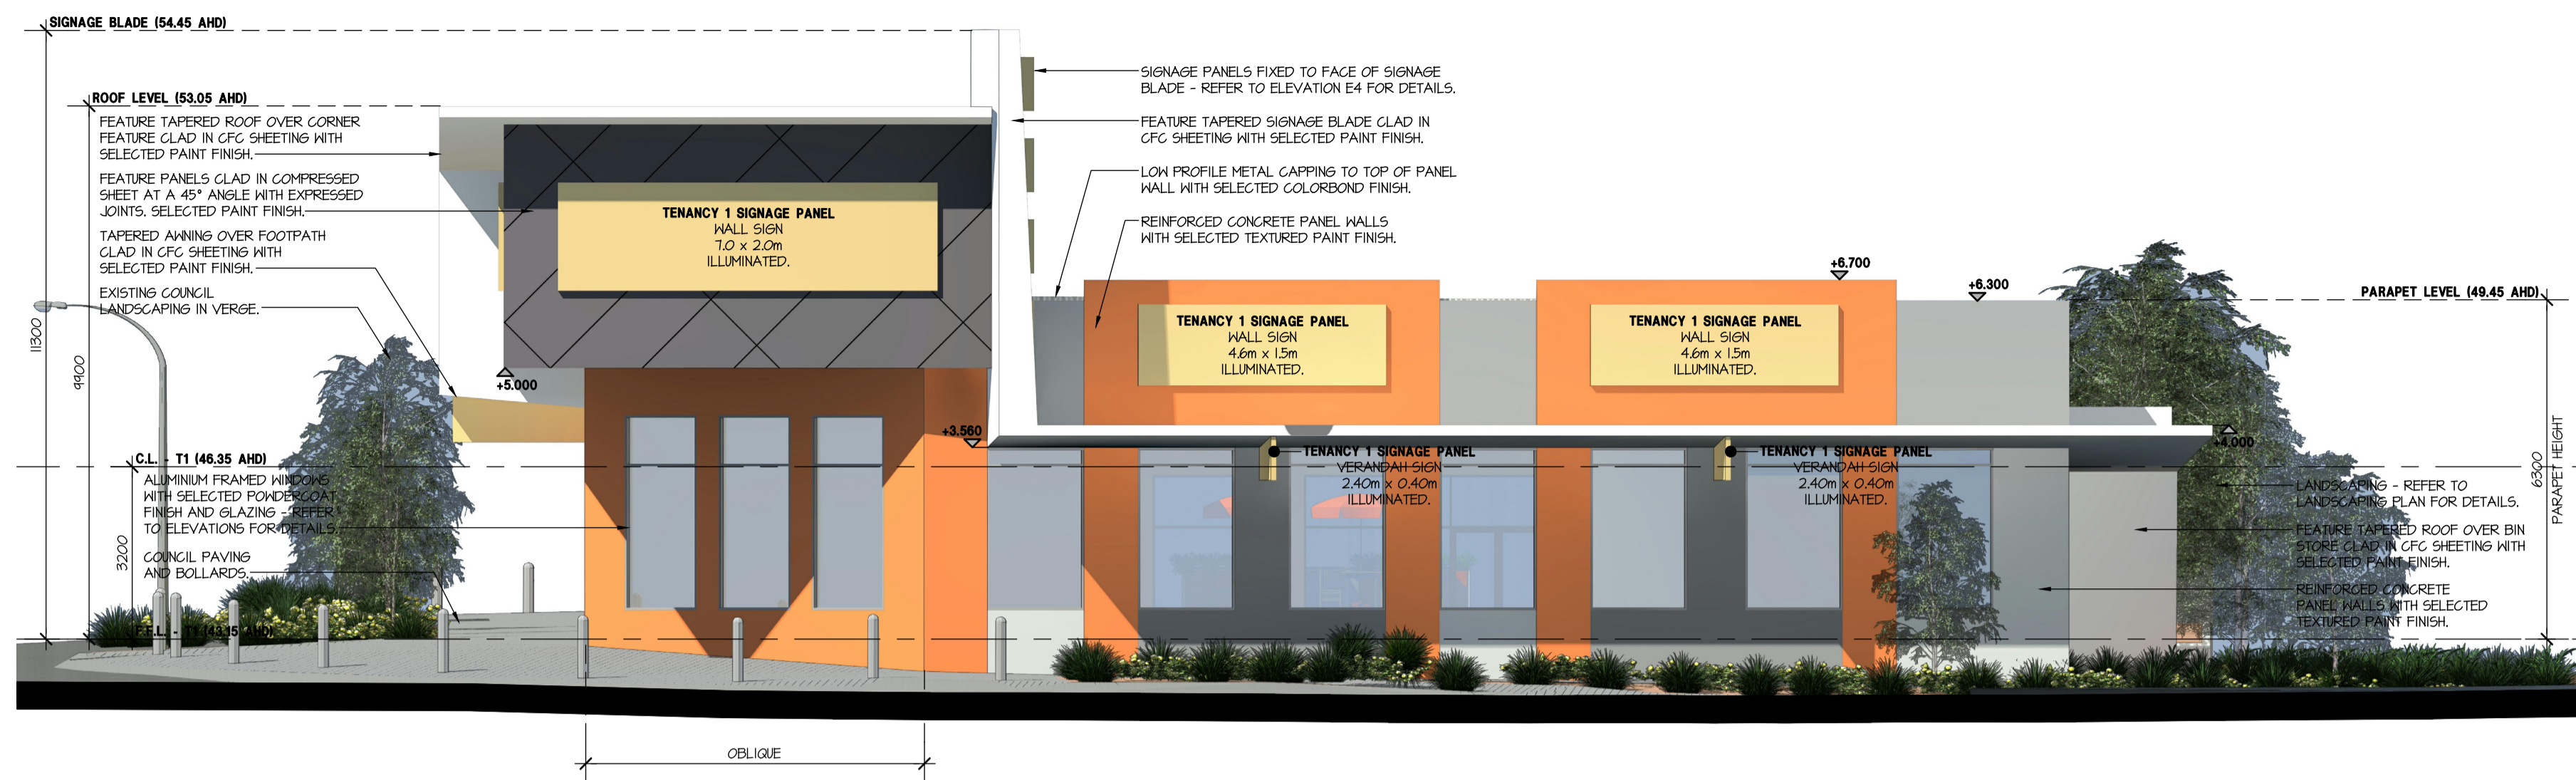 SIGNAGE BLADE (54.45 AHD)
ROOF LEVEL (53.05 AHD)
FEATURE TAPERED ROOF OVER CORNER
FEATURE CLAD IN CFC SHEETING WITH
SELECTED PAINT FINISH.
FEATURE PANELS CLAD IN COMPRESSED
SHEET AT A 45° ANGLE WITH EXPRESSED
JOINTS. SELECTED PAINT FINISH.
TAPERED AWNING OVER FOOTPATH
CLAD IN CFC SHEETING WITH
SELECTED PAINT FINISH.
EXISTING COUNCIL
LANDSCAPING IN VERGE.
11300
9900
C.L. - T1 (46.35 AHD)
ALUMINIUM FRAMED WINDOWS
WITH SELECTED POWDERCOAT
FINISH AND GLAZING - REFER
TO ELEVATIONS FOR DETAILS.
3200
COUNCIL PAVING
AND BOLLARDS.
F.F.L. - T1 (43.15 AHD)
TENANCY 1 SIGNAGE PANEL
WALL SIGN
7.0 x 2.0m
ILLUMINATED.
+5.000
+3.560
OBLIQUE
SIGNAGE PANELS FIXED TO FACE OF SIGNAGE
BLADE - REFER TO ELEVATION E4 FOR DETAILS.
FEATURE TAPERED SIGNAGE BLADE CLAD IN
CFC SHEETING WITH SELECTED PAINT FINISH.
LOW PROFILE METAL CAPPING TO TOP OF PANEL
WALL WITH SELECTED COLORBOND FINISH.
REINFORCED CONCRETE PANEL WALLS
WITH SELECTED TEXTURED PAINT FINISH.
TENANCY 1 SIGNAGE PANEL
WALL SIGN
4.6m x 1.5m
ILLUMINATED.
TENANCY 1 SIGNAGE PANEL
WALL SIGN
4.6m x 1.5m
ILLUMINATED.
+6.700
+6.300
TENANCY 1 SIGNAGE PANEL
VERANDAH SIGN
2.40m x 0.40m
ILLUMINATED.
TENANCY 1 SIGNAGE PANEL
VERANDAH SIGN
2.40m x 0.40m
ILLUMINATED.
PARAPET LEVEL (49.45 AHD)
+4.000
6300
PARAPET HEIGHT
LANDSCAPING - REFER TO
LANDSCAPING PLAN FOR DETAILS.
FEATURE TAPERED ROOF OVER BIN
STORE CLAD IN CFC SHEETING WITH
SELECTED PAINT FINISH.
REINFORCED CONCRETE
PANEL WALLS WITH SELECTED
TEXTURED PAINT FINISH.